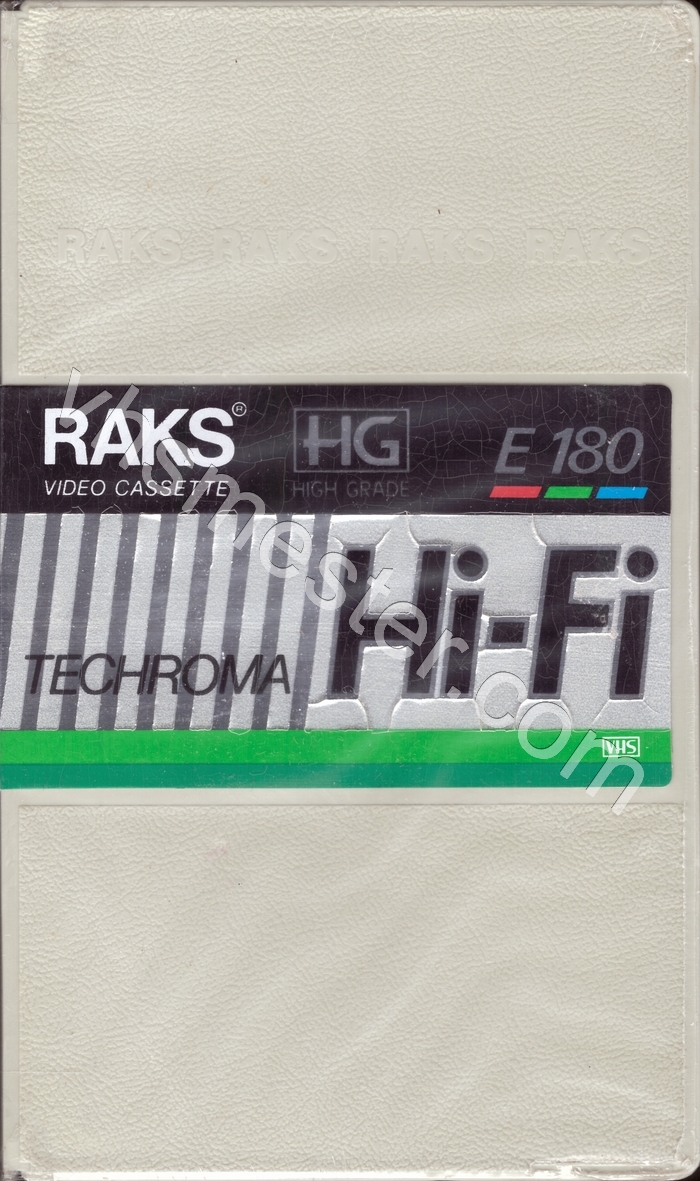 RAKS RAKS RAKS RAKS
RAKS®
VIDEO CASSETTE
HG
HIGH GRADE
E 180
TECHROMA
Hi-Fi
VHS
vhsmester.com